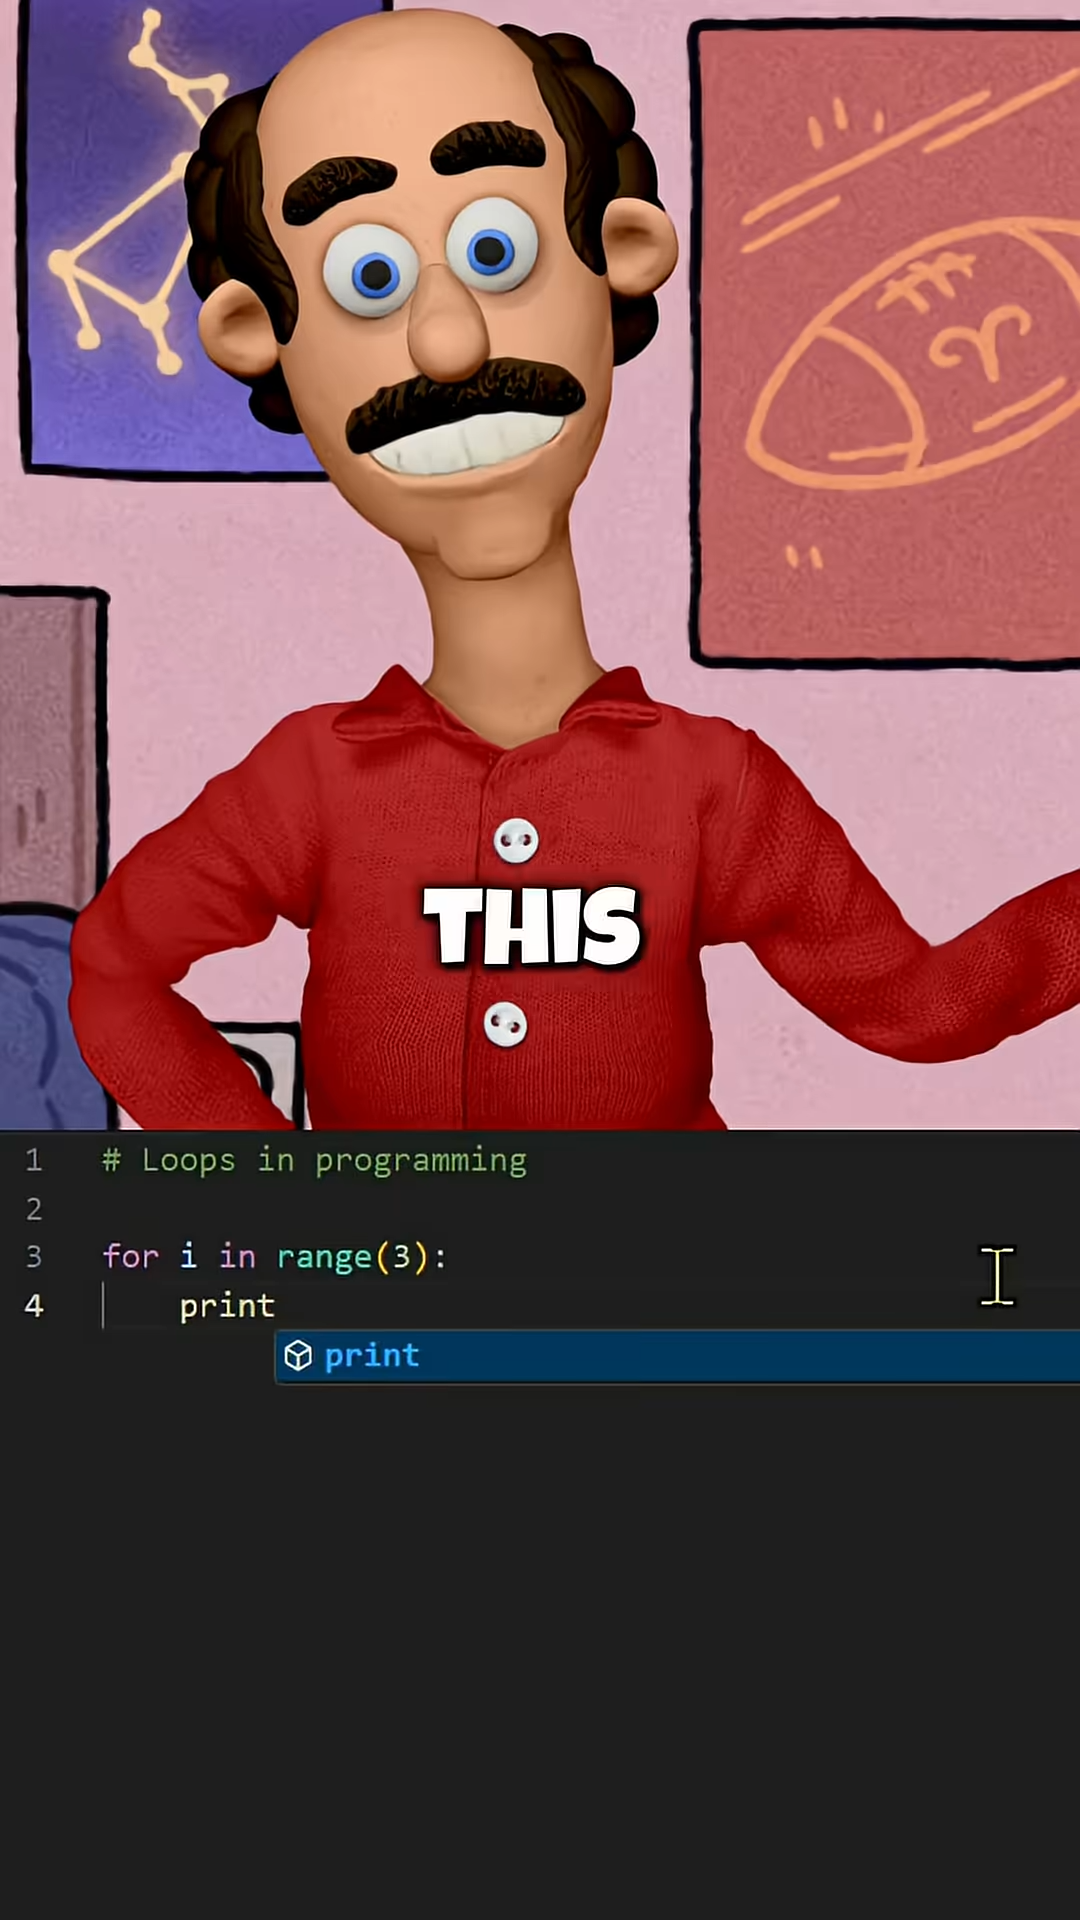 THIS
1 # Loops in programming
2
3 for i in range(3):
4 print
print